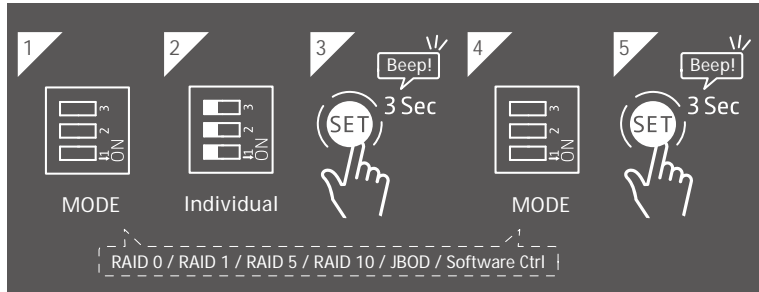 1
2
3
4
5
Beep!
Beep!
3 Sec
3 Sec
SET
SET
3
2
1
ON
3
2
1
ON
3
2
1
ON
MODE
Individual
MODE
RAID 0 / RAID 1 / RAID 5 / RAID 10 / JBOD / Software Ctrl